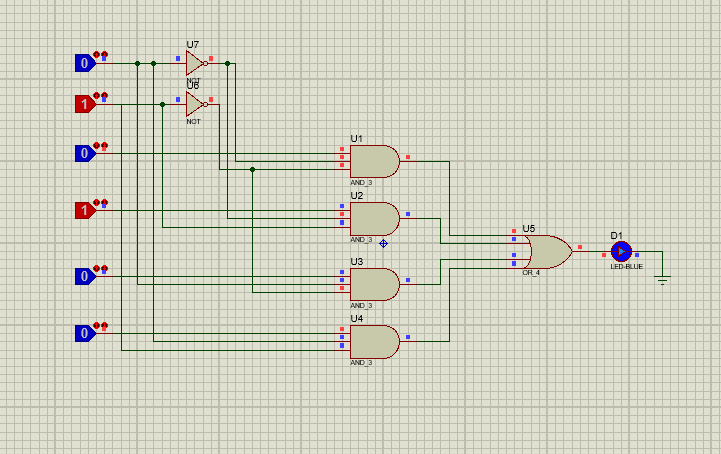 U7
0
NOT
U6
1
NOT
U1
0
AND_3
U2
1
AND_3
U5
D1
OR_4
LED-BLUE
U3
0
AND_3
U4
0
AND_3